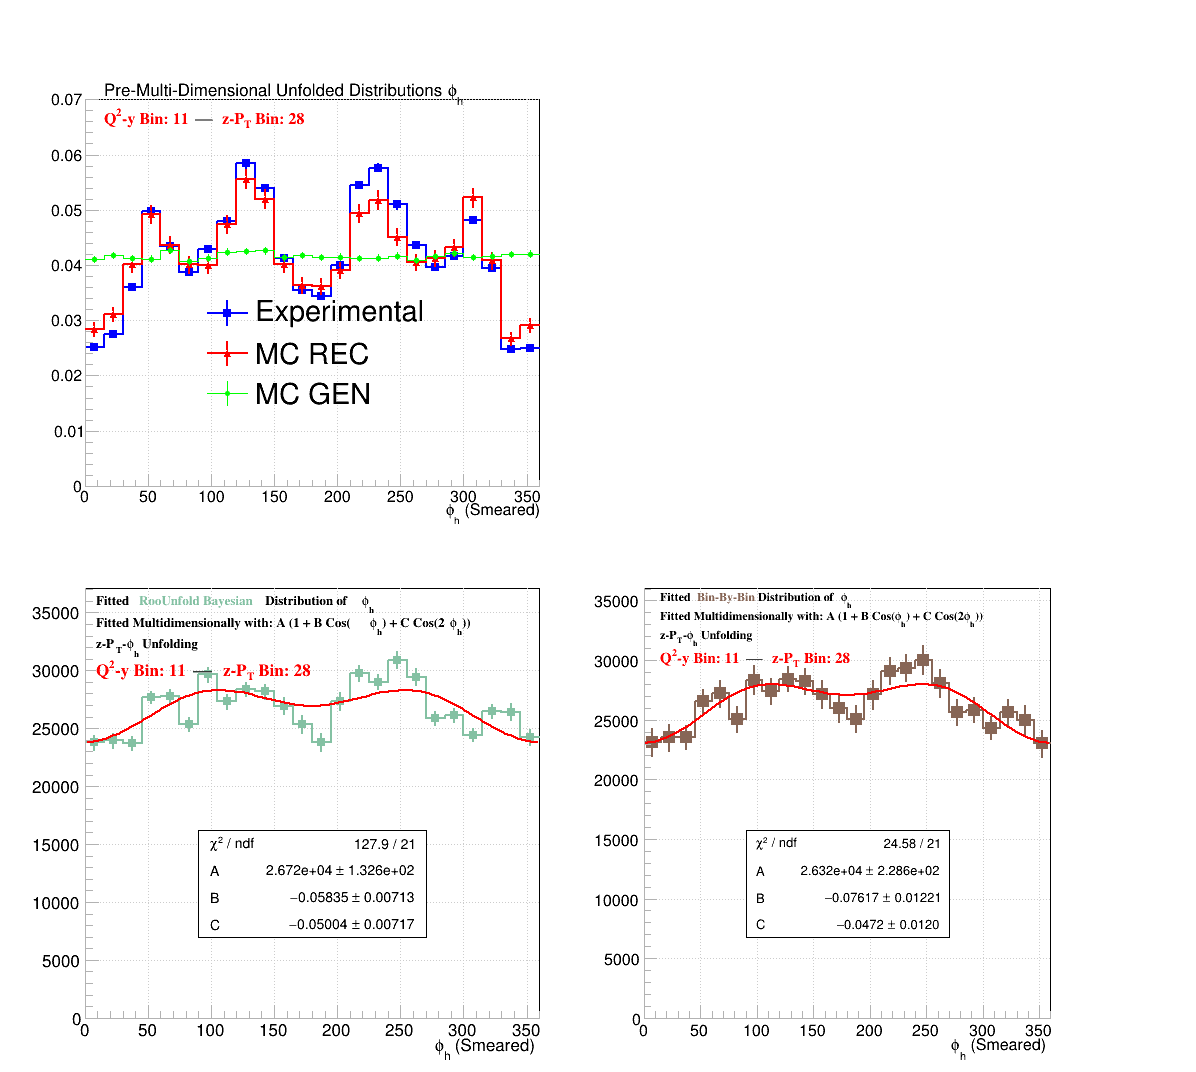 Pre-Multi-Dimensional Unfolded Distributions ϕh
Q²-y Bin: 11 — z-PT Bin: 28
0.07
0.06
0.05
0.04
0.03
0.02
0.01
0
Experimental
MC REC
MC GEN
0 50 100 150 200 250 300 350
ϕh (Smeared)
Fitted RooUnfold Bayesian Distribution of ϕh
Fitted Multidimensionally with: A (1 + B Cos( ϕh) + C Cos(2 ϕh))
z-PT-ϕh Unfolding
Q²-y Bin: 11 — z-PT Bin: 28
35000
30000
25000
20000
15000
10000
5000
0
χ² / ndf 127.9 / 21
A 2.672e+04 ± 1.326e+02
B −0.05835 ± 0.00713
C −0.05004 ± 0.00717
0 50 100 150 200 250 300 350
ϕh (Smeared)
Fitted Bin-By-Bin Distribution of ϕh
Fitted Multidimensionally with: A (1 + B Cos(ϕh) + C Cos(2ϕh))
z-PT-ϕh Unfolding
Q²-y Bin: 11 — z-PT Bin: 28
35000
30000
25000
20000
15000
10000
5000
0
χ² / ndf 24.58 / 21
A 2.632e+04 ± 2.286e+02
B −0.07617 ± 0.01221
C −0.0472 ± 0.0120
0 50 100 150 200 250 300 350
ϕh (Smeared)